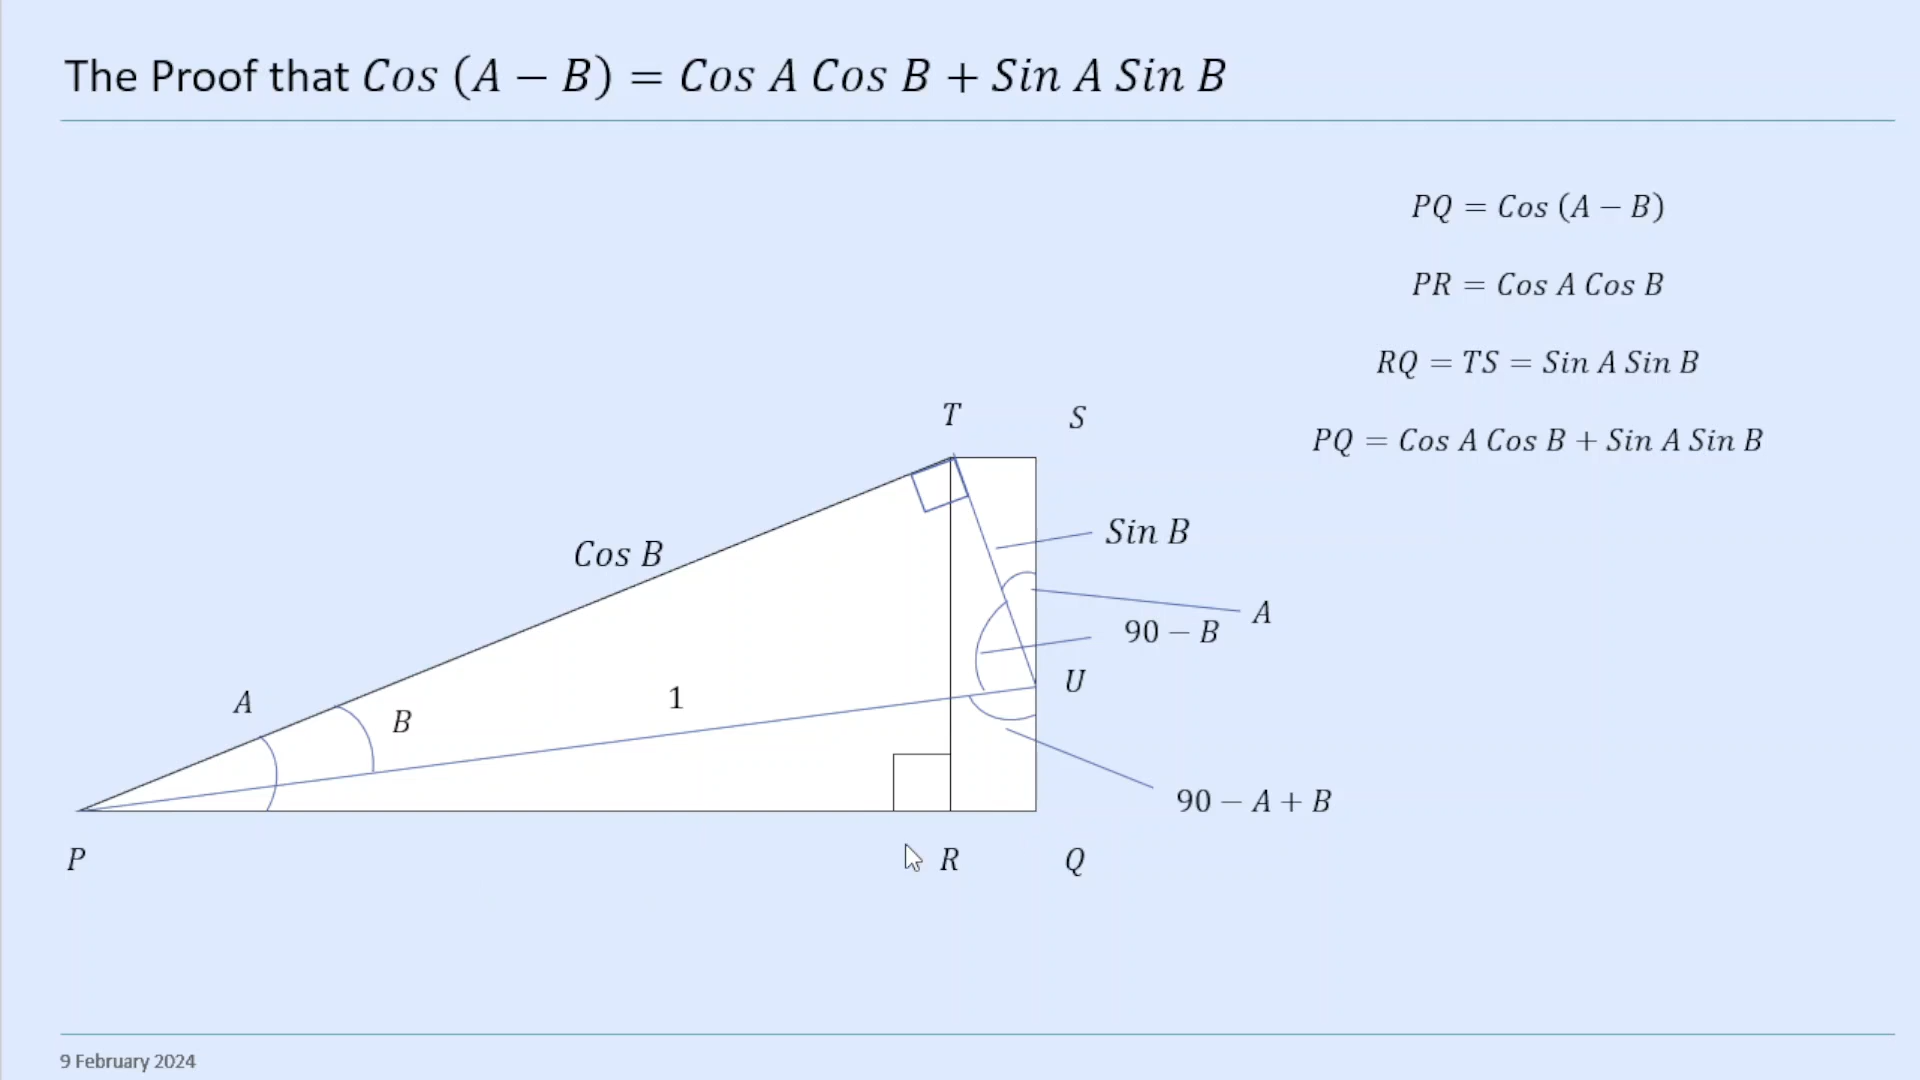 The Proof that Cos (A − B) = Cos A Cos B + Sin A Sin B
PQ = Cos (A − B)
PR = Cos A Cos B
RQ = TS = Sin A Sin B
PQ = Cos A Cos B + Sin A Sin B
T
S
Sin B
Cos B
A
90 − B
U
1
A
B
90 − A + B
P
R
Q
9 February 2024